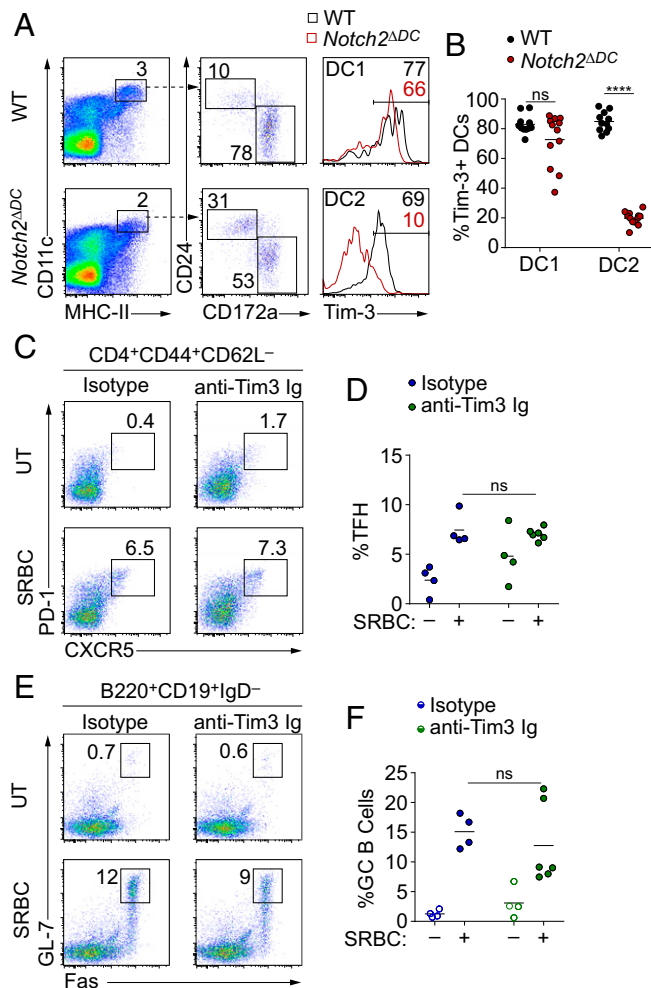 A
WT
Notch2ΔDC
3
10
78
DC1
77
66
WT
2
31
53
DC2
69
10
Notch2ΔDC
CD11c
MHC-II
CD24
CD172a
Tim-3
B
WT
Notch2ΔDC
ns
****
100
80
60
40
20
0
%Tim-3+ DCs
DC1
DC2
C
CD4+CD44+CD62L–
Isotype
anti-Tim3 Ig
UT
0.4
1.7
SRBC
6.5
7.3
PD-1
CXCR5
D
Isotype
anti-Tim3 Ig
ns
15
10
5
0
%TFH
SRBC: – + – +
E
B220+CD19+IgD–
Isotype
anti-Tim3 Ig
UT
0.7
0.6
SRBC
12
9
GL-7
Fas
F
Isotype
anti-Tim3 Ig
ns
25
20
15
10
5
0
%GC B Cells
SRBC: – + – +